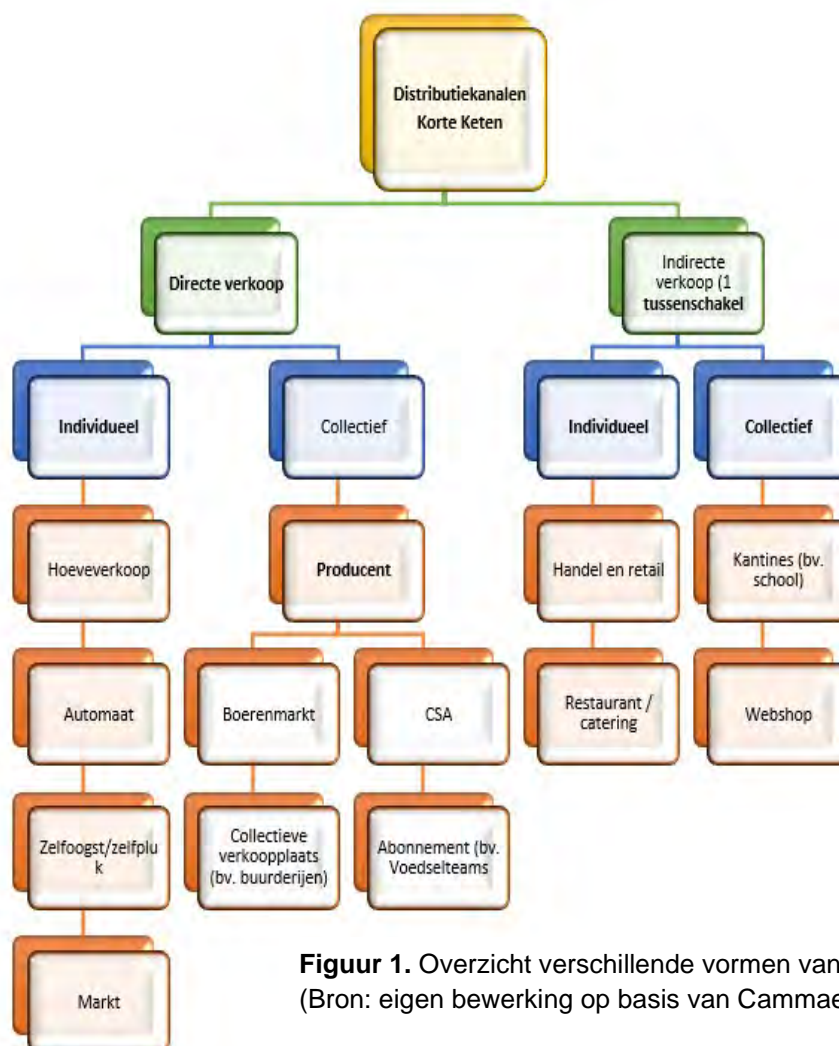 Distributiekanalen
Korte Keten
Directe verkoop
Indirecte
verkoop (1
tussenschakel
Individueel
Collectief
Individueel
Collectief
Hoeveverkoop
Producent
Handel en retail
Kantines (bv.
school)
Automaat
Boerenmarkt
CSA
Restaurant /
catering
Webshop
Zelfoogst/zelfplu
k
Collectieve
verkoopplaats
(bv. buurderijen)
Abonnement (bv.
Voedselteams
Markt
Figuur 1. Overzicht verschillende vormen van
(Bron: eigen bewerking op basis van Cammae